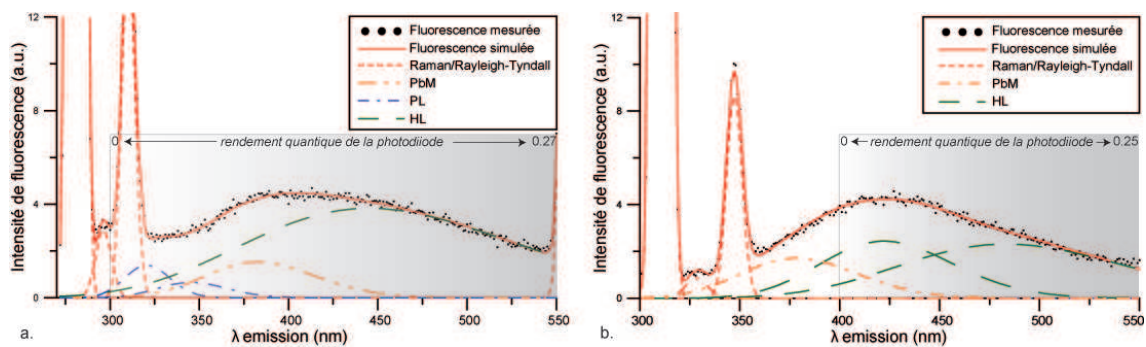 12
8
4
0
Intensité de fluorescence (a.u.)
Fluorescence mesurée
Fluorescence simulée
Raman/Rayleigh-Tyndall
PbM
PL
HL
0 rendement quantique de la photodiiode 0.27
300 350 400 450 500 550
λ emission (nm)
a.
12
8
4
0
Intensité de fluorescence (a.u.)
Fluorescence mesurée
Fluorescence simulée
Raman/Rayleigh-Tyndall
PbM
HL
0 rendement quantique de la photodiiode 0.25
300 350 400 450 500 550
λ emission (nm)
b.